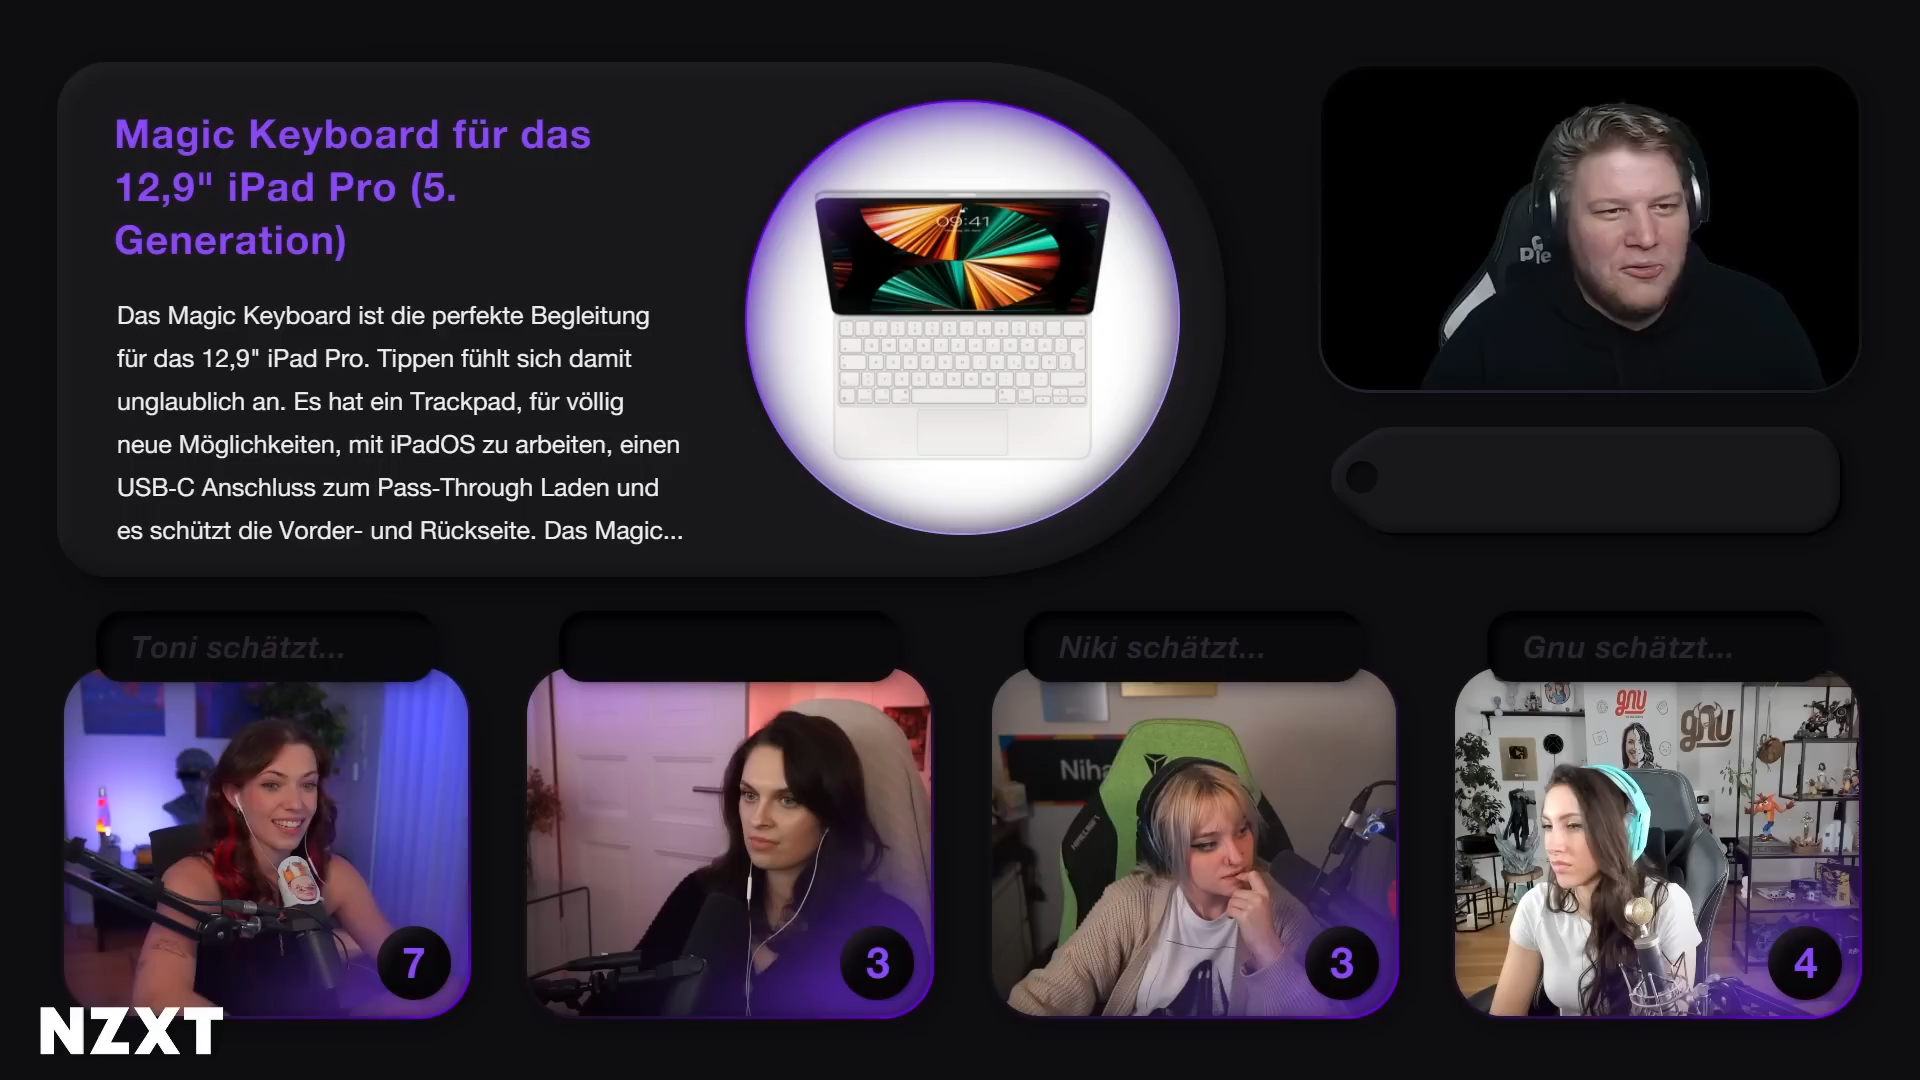 Magic Keyboard für das
12,9" iPad Pro (5.
Generation)
Das Magic Keyboard ist die perfekte Begleitung
für das 12,9" iPad Pro. Tippen fühlt sich damit
unglaublich an. Es hat ein Trackpad, für völlig
neue Möglichkeiten, mit iPadOS zu arbeiten, einen
USB-C Anschluss zum Pass-Through Laden und
es schützt die Vorder- und Rückseite. Das Magic...
09:41
Toni schätzt...
Niki schätzt...
Gnu schätzt...
gnu
gnu
Niha
7
3
3
4
NZXT